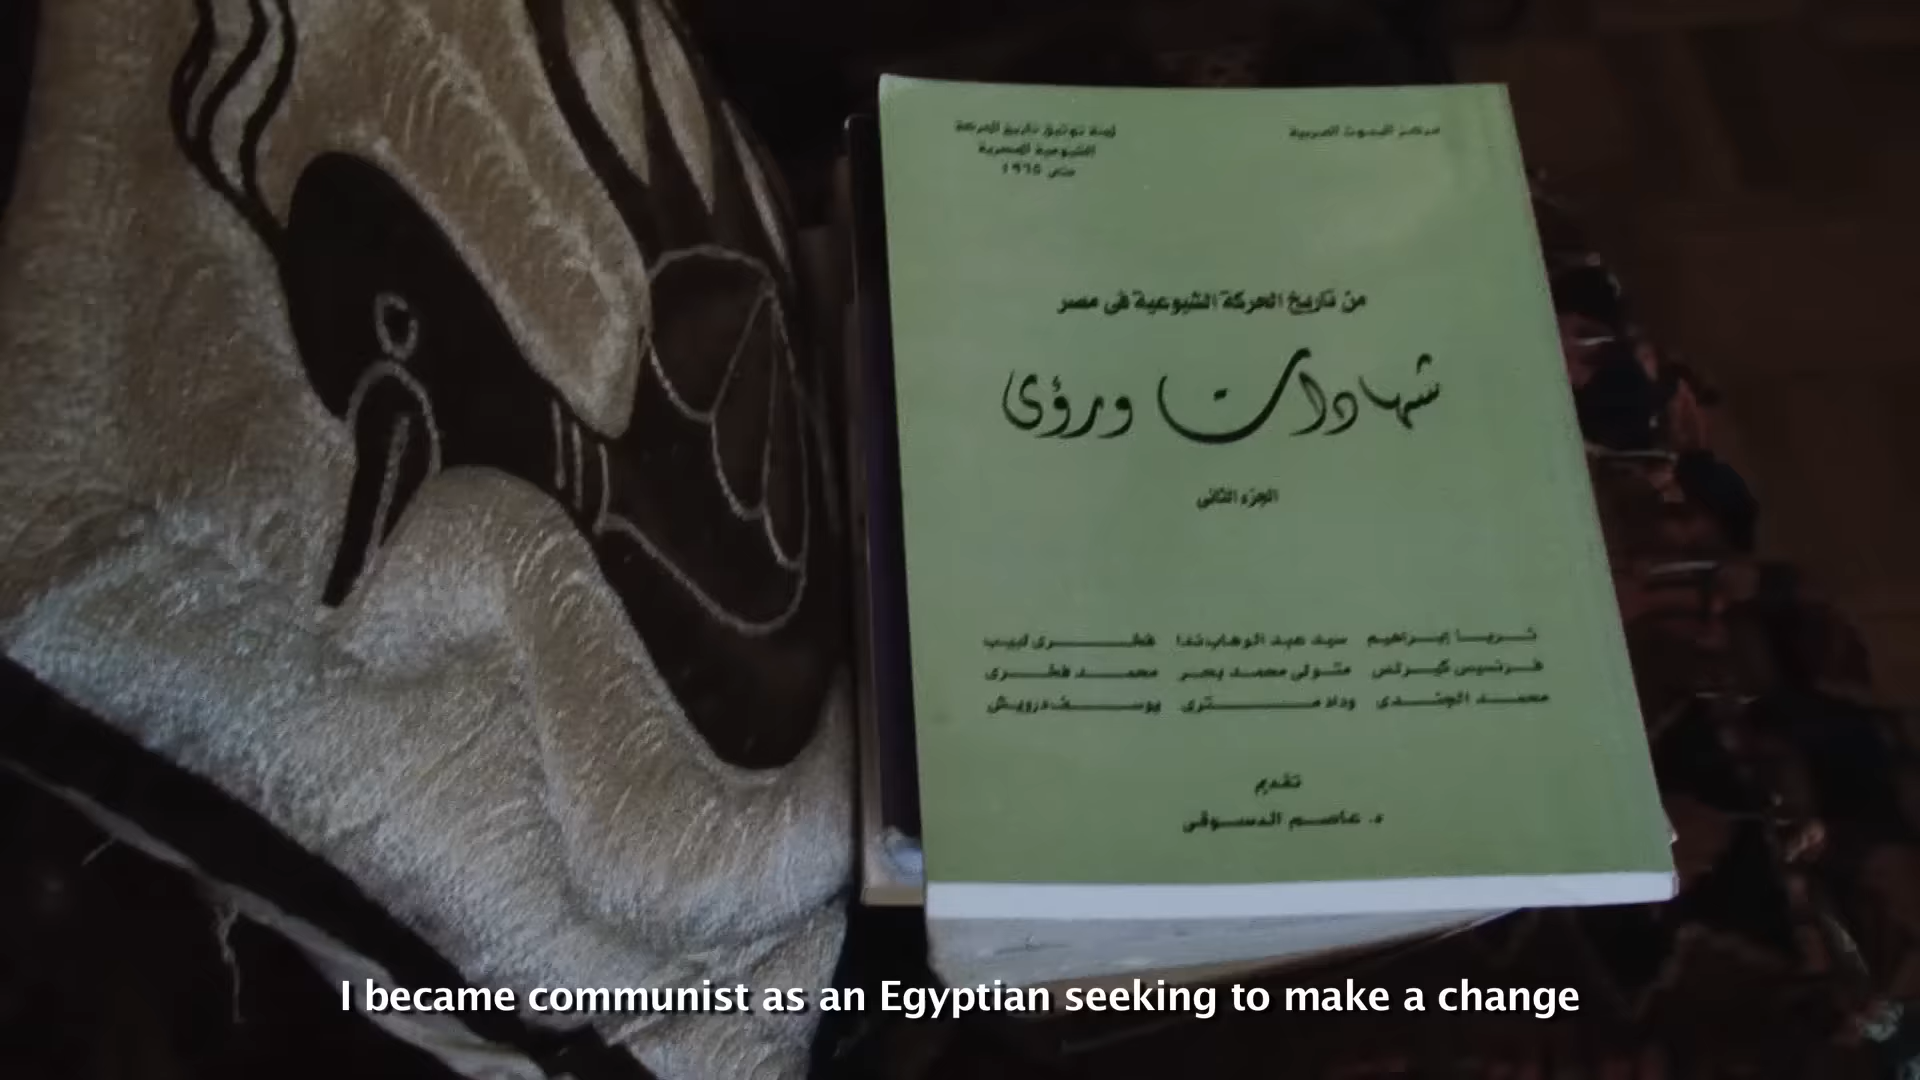 مركز البحوث العربية
لجنة توثيق تاريخ الحركة
الشيوعية المصرية
حتى ١٩٦٥
من تاريخ الحركة الشيوعية فى مصر
شهادات ورؤى
الجزء الثانى
ثريا إبراهيم سيد عبد الوهاب ندا فخرى لبيب
فرنسيس كيرلس متولى محمد بحر محمد فخرى
محمد الجندى وداد مترى يوسف درويش
تقديم
د. عاصم الدسوقى
I became communist as an Egyptian seeking to make a change